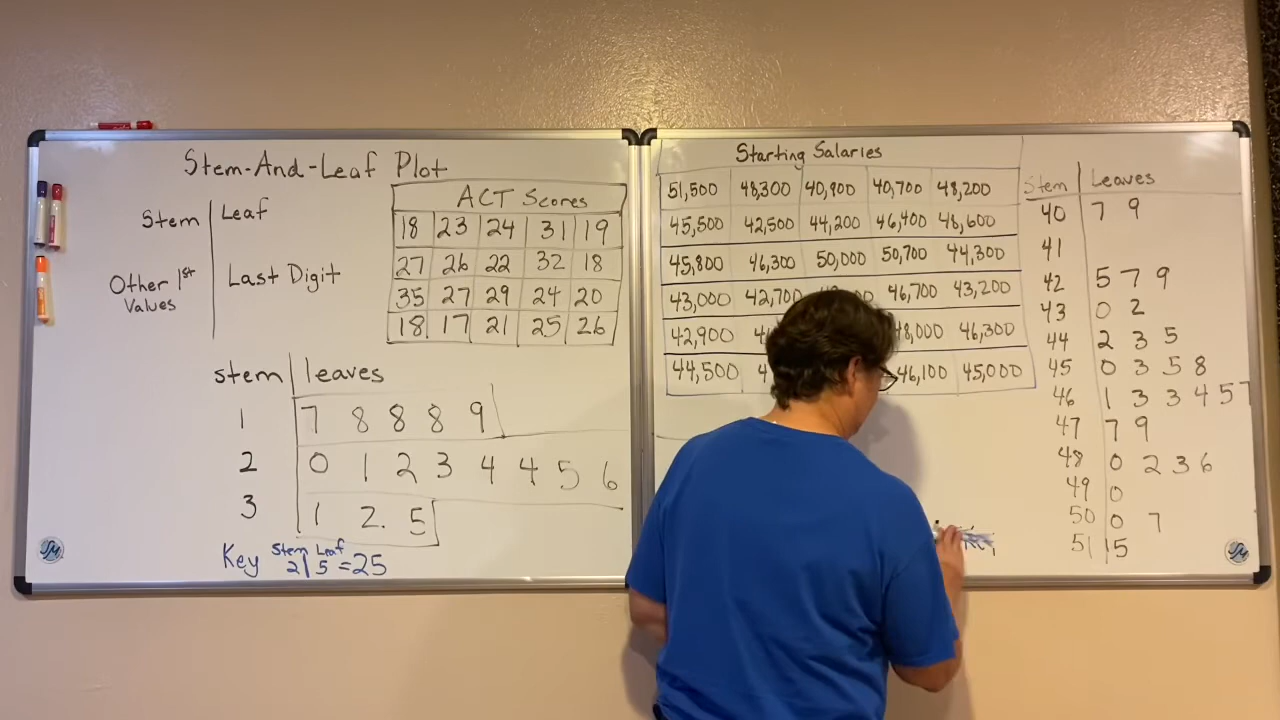 Stem-And-Leaf Plot
Stem | Leaf
Other 1st Values | Last Digit
ACT Scores
18 23 24 31 19
27 26 22 32 18
35 27 29 24 20
18 17 21 25 26
stem | leaves
1 | 7 8 8 8 9
2 | 0 1 2 3 4 4 5 6
3 | 1 2. 5
Key Stem Leaf
2|5 = 25
SM
Starting Salaries
51,500 48,300 40,900 40,700 48,200
45,500 42,500 44,200 46,400 48,600
45,800 46,300 50,000 50,700 44,300
43,000 42,700 46,700 43,200
42,900 48,000 46,300
44,500 46,100 45,000
Stem | Leaves
40 | 7 9
41 |
42 | 5 7 9
43 | 0 2
44 | 2 3 5
45 | 0 3 5 8
46 | 1 3 3 4 5 7
47 | 7 9
48 | 0 2 3 6
49 | 0
50 | 0 7
51 | 5
SM